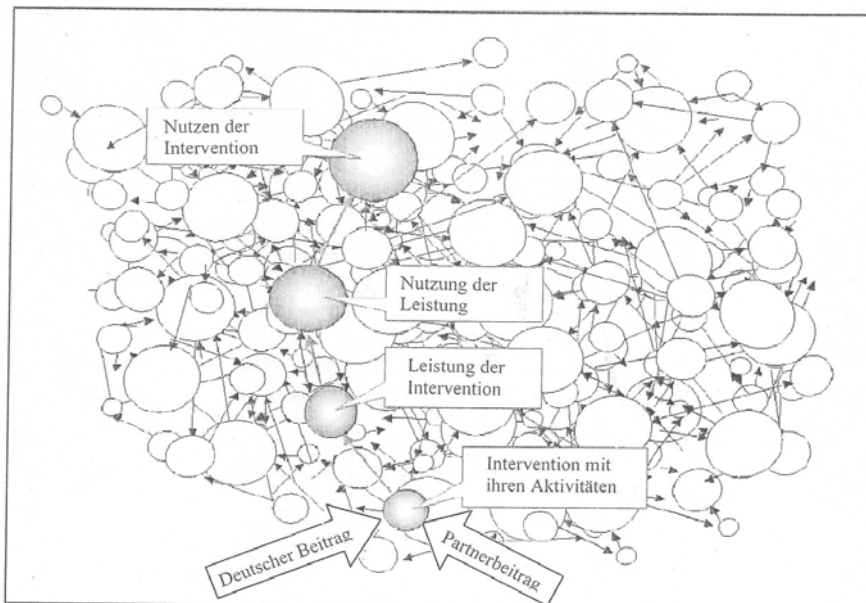 Nutzen der
Intervention
Nutzung der
Leistung
Leistung der
Intervention
Intervention mit
ihren Aktivitäten
Deutscher Beitrag
Partnerbeitrag